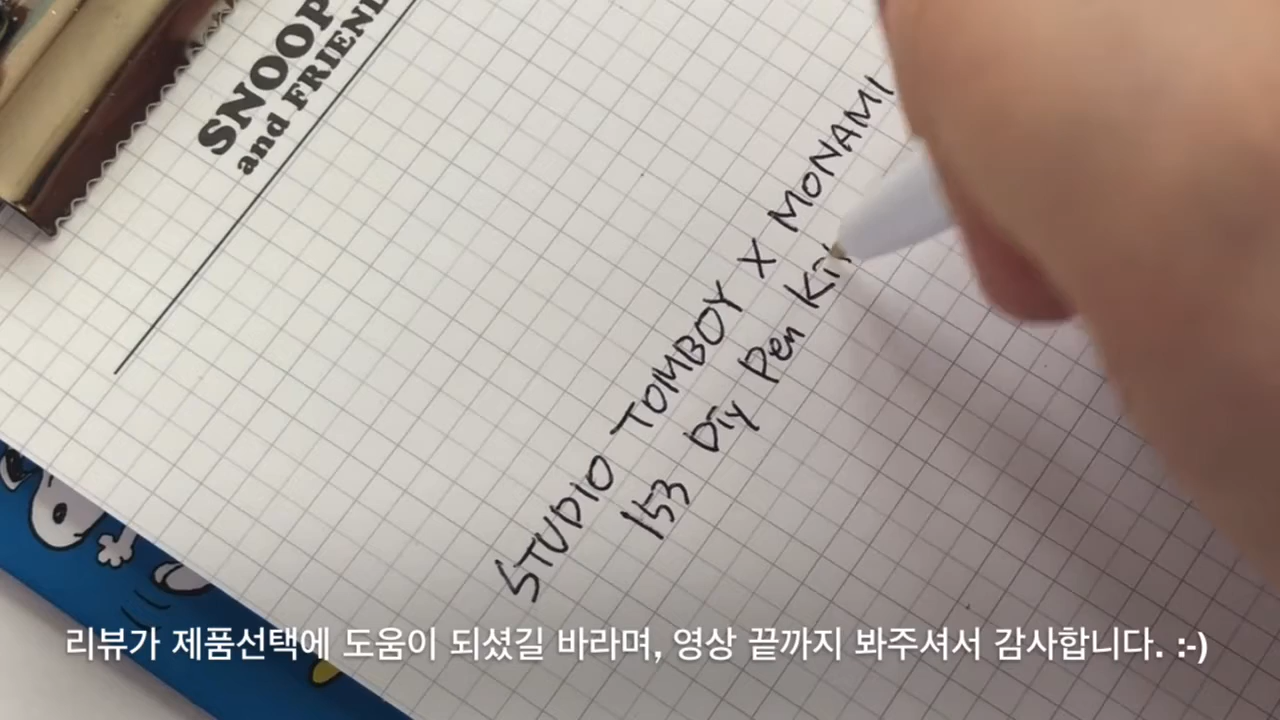 SNOOP
and FRIEND
STUDIO TOMBOY X MONAMI
153 Diy Pen Kit
리뷰가 제품선택에 도움이 되셨길 바라며, 영상 끝까지 봐주셔서 감사합니다. :-)